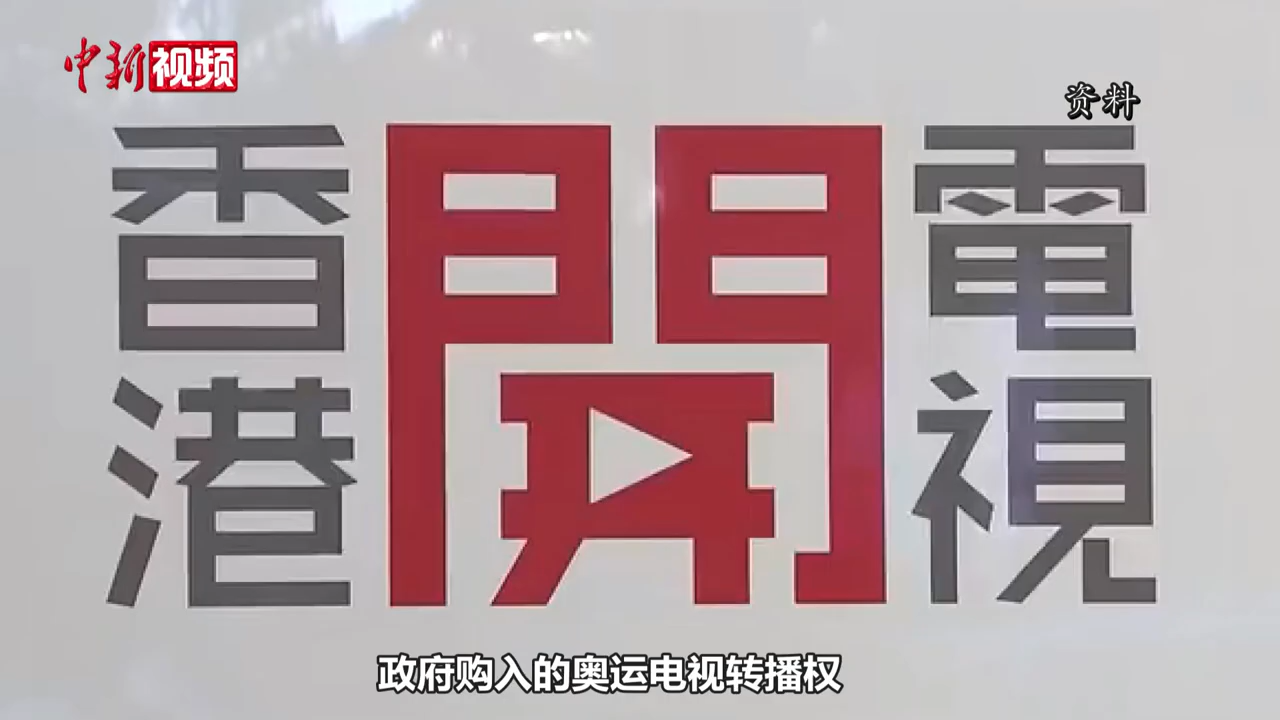 中新视频
资料
香港
開
電視
政府购入的奥运电视转播权